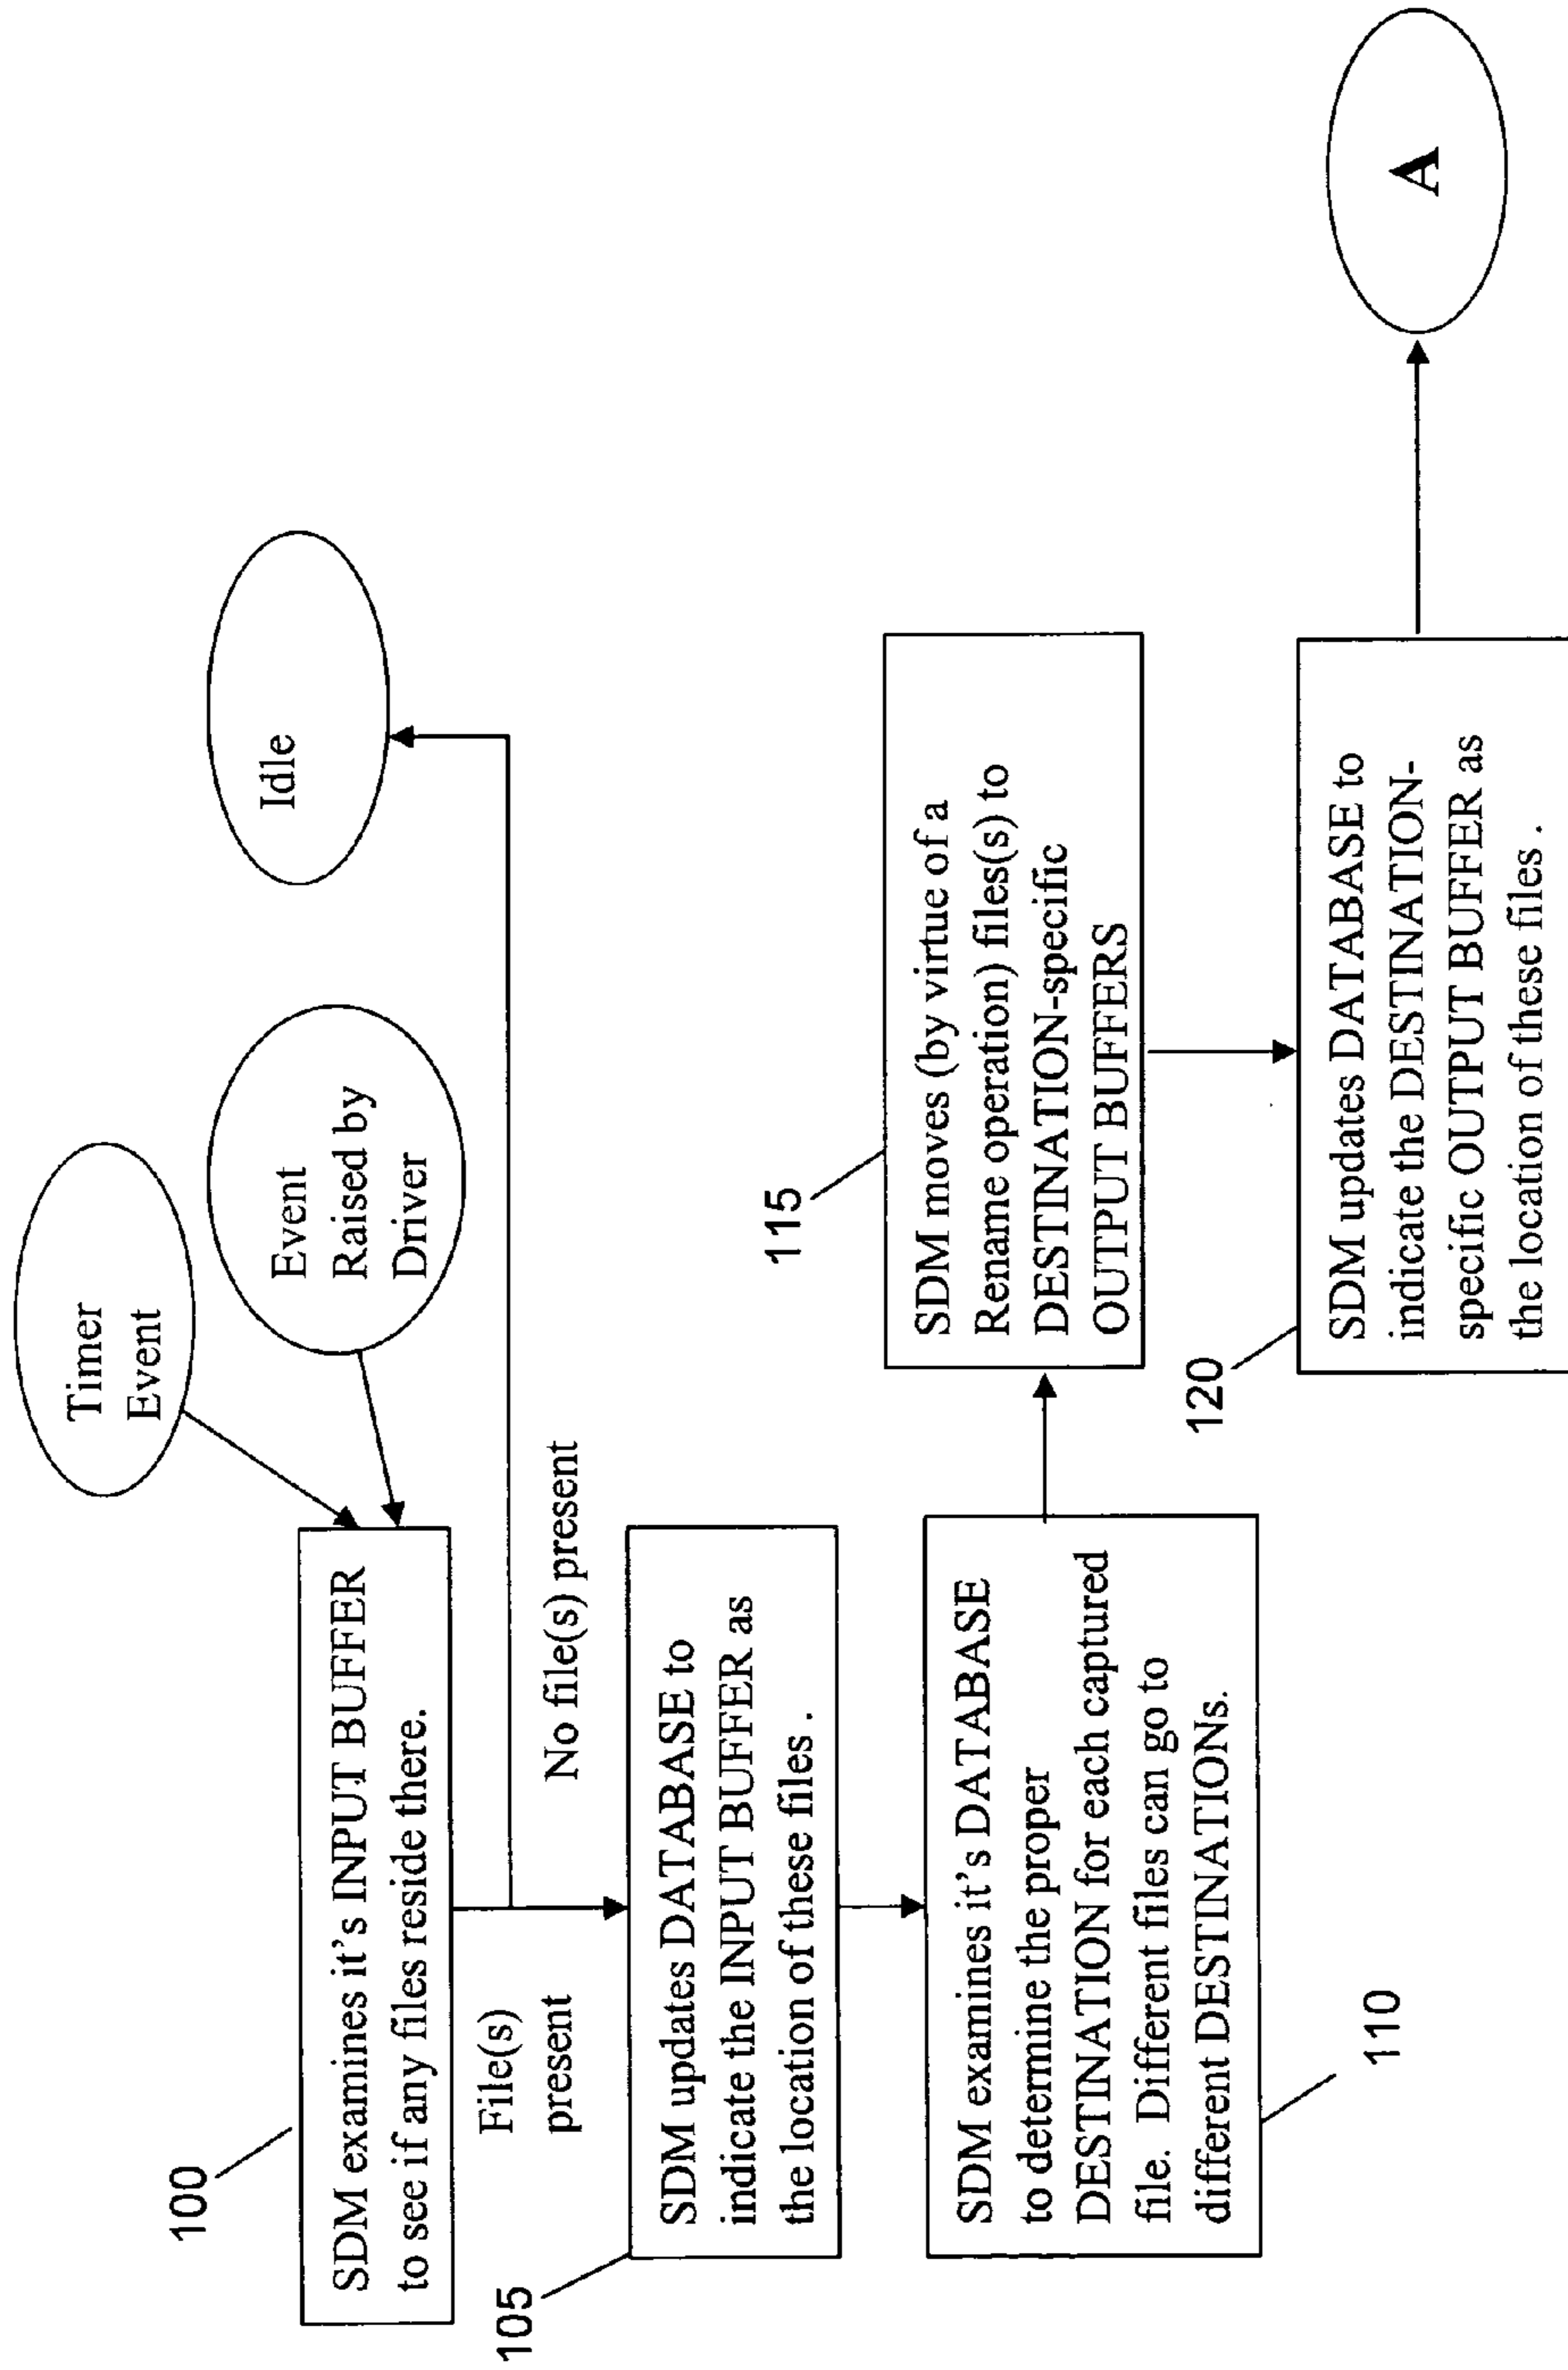 Timer
Event
Event
Raised by
Driver
Idle
100
SDM examines it's INPUT BUFFER
to see if any files reside there.
File(s)
present
No file(s) present
105
SDM updates DATABASE to
indicate the INPUT BUFFER as
the location of these files .
110
SDM examines it's DATABASE
to determine the proper
DESTINATION for each captured
file. Different files can go to
different DESTINATIONs.
115
SDM moves (by virtue of a
Rename operation) files(s) to
DESTINATION-specific
OUTPUT BUFFERS
120
SDM updates DATABASE to
indicate the DESTINATION-
specific OUTPUT BUFFER as
the location of these files .
A